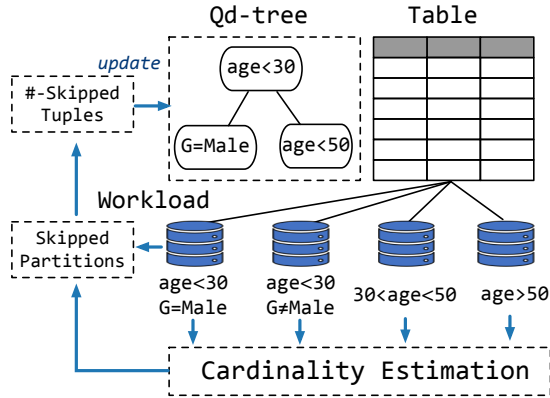 Qd-tree
Table
update
age<30
#-Skipped
Tuples
G=Male
age<50
Workload
Skipped
Partitions
age<30
G=Male
age<30
G≠Male
30<age<50
age>50
Cardinality Estimation